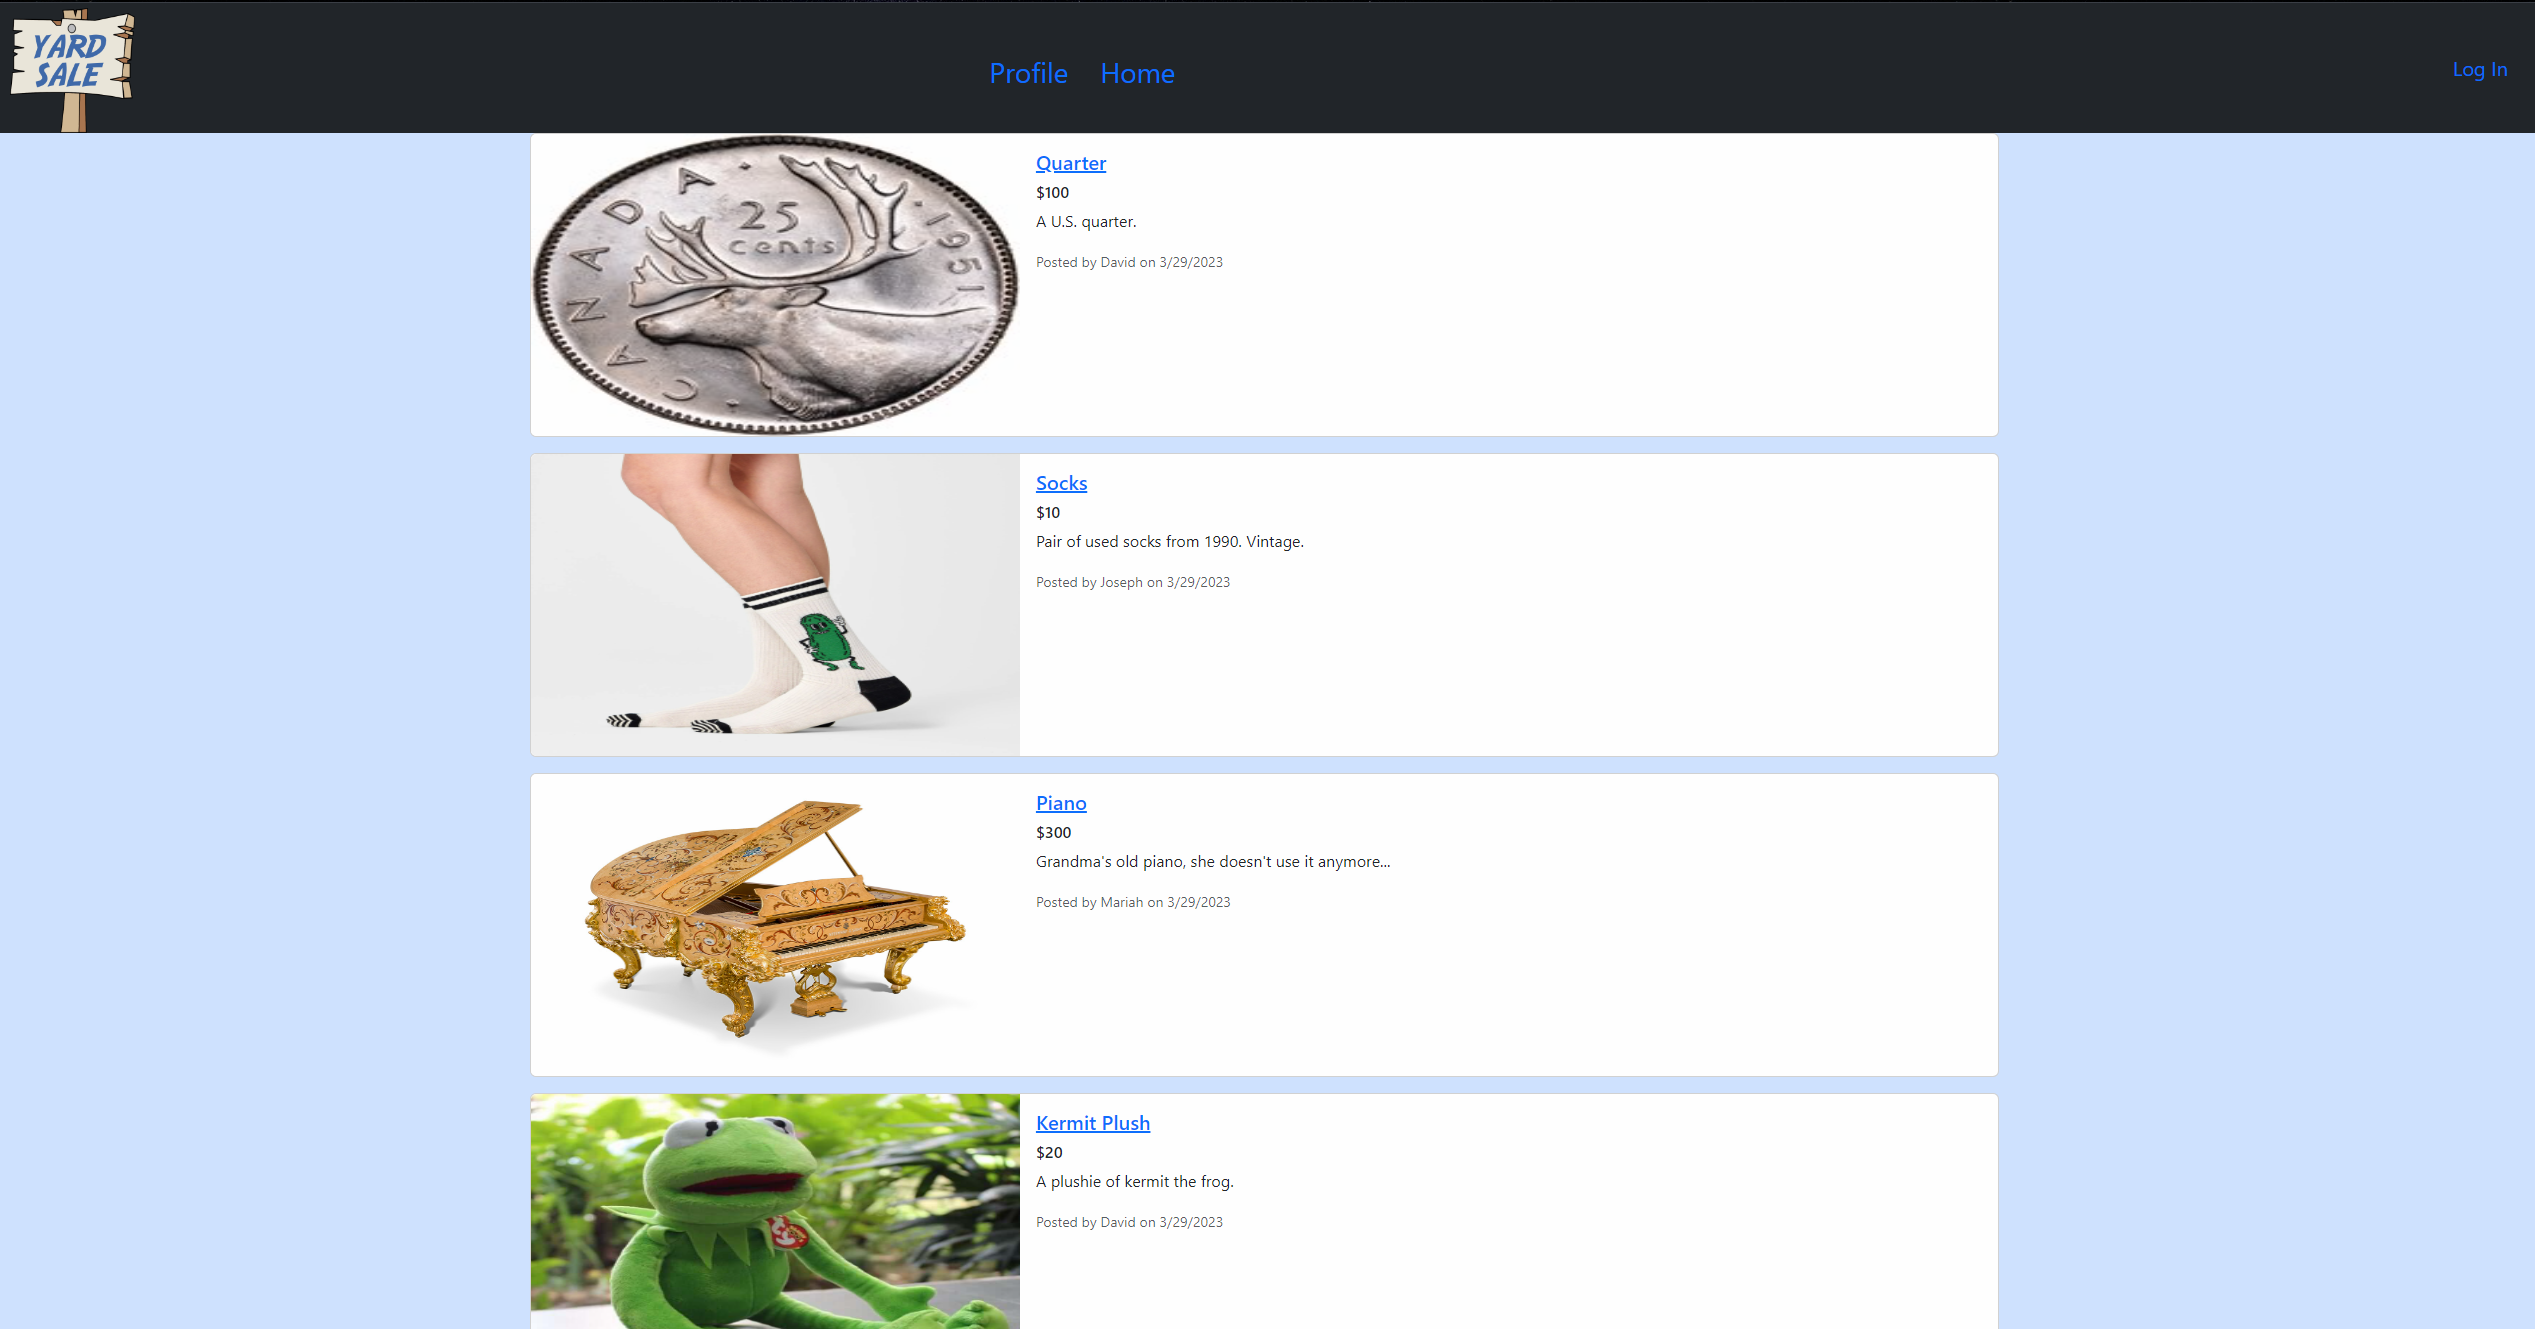 YARD
SALE
Profile Home
Log In
25
cents
CANADA · 1951
Quarter
$100
A U.S. quarter.
Posted by David on 3/29/2023
Socks
$10
Pair of used socks from 1990. Vintage.
Posted by Joseph on 3/29/2023
Piano
$300
Grandma's old piano, she doesn't use it anymore...
Posted by Mariah on 3/29/2023
Kermit Plush
$20
A plushie of kermit the frog.
Posted by David on 3/29/2023